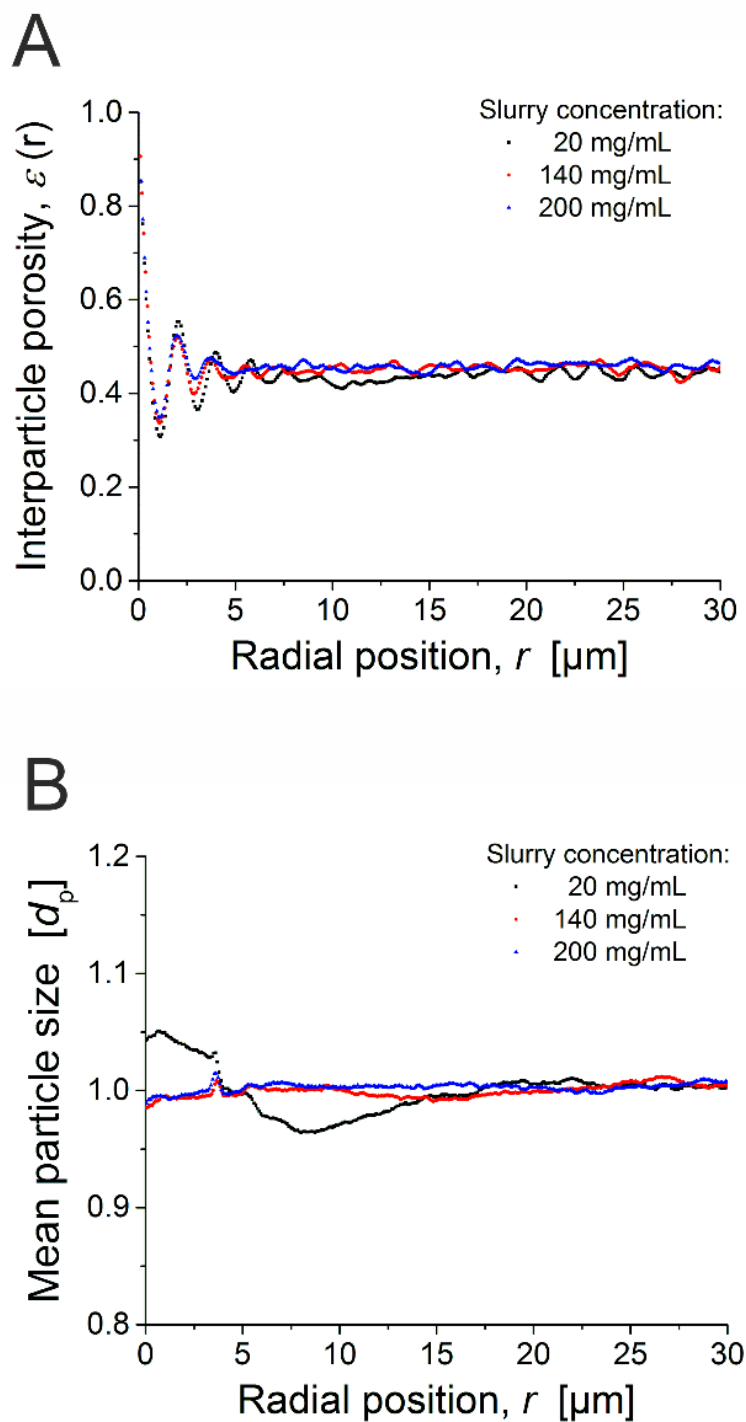 A
Slurry concentration:
20 mg/mL
140 mg/mL
200 mg/mL
Interparticle porosity, ε (r)
1.0
0.8
0.6
0.4
0.2
0.0
0 5 10 15 20 25 30
Radial position, r [µm]
B
Slurry concentration:
20 mg/mL
140 mg/mL
200 mg/mL
Mean particle size [dp]
1.2
1.1
1.0
0.9
0.8
0 5 10 15 20 25 30
Radial position, r [µm]